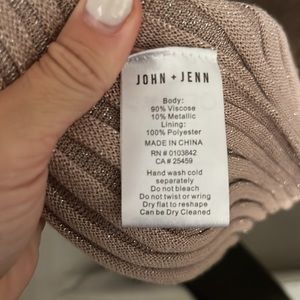 JOHN + JENN
Body:
90% Viscose
10% Metallic
Lining:
100% Polyester
MADE IN CHINA
RN # 0103842
CA # 25459
Hand wash cold
separately
Do not bleach
Do not twist or wring
Dry flat to reshape
Can be Dry Cleaned